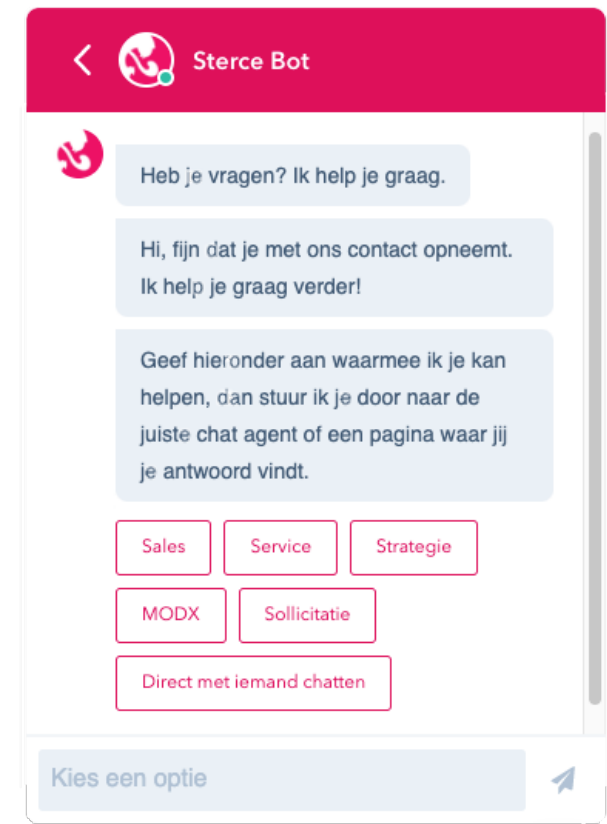 Sterce Bot
Heb je vragen? Ik help je graag.
Hi, fijn dat je met ons contact opneemt.
Ik help je graag verder!
Geef hieronder aan waarmee ik je kan
helpen, dan stuur ik je door naar de
juiste chat agent of een pagina waar jij
je antwoord vindt.
Sales Service Strategie
MODX Sollicitatie
Direct met iemand chatten
Kies een optie